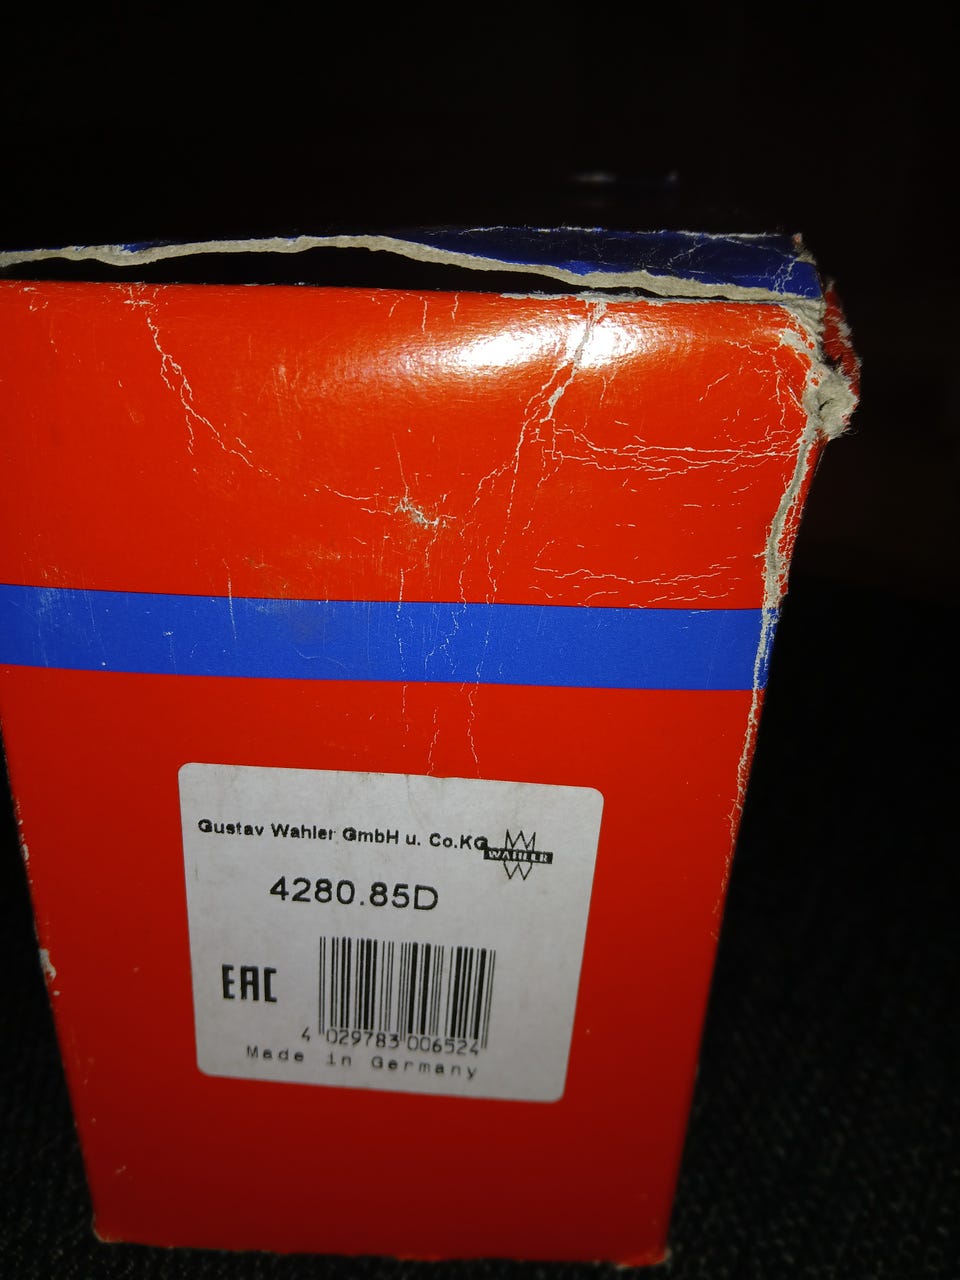 Gustav Wahler GmbH u. Co.KG
WAHLER
4280.85D
EAC
4 029783 006524
Made in Germany